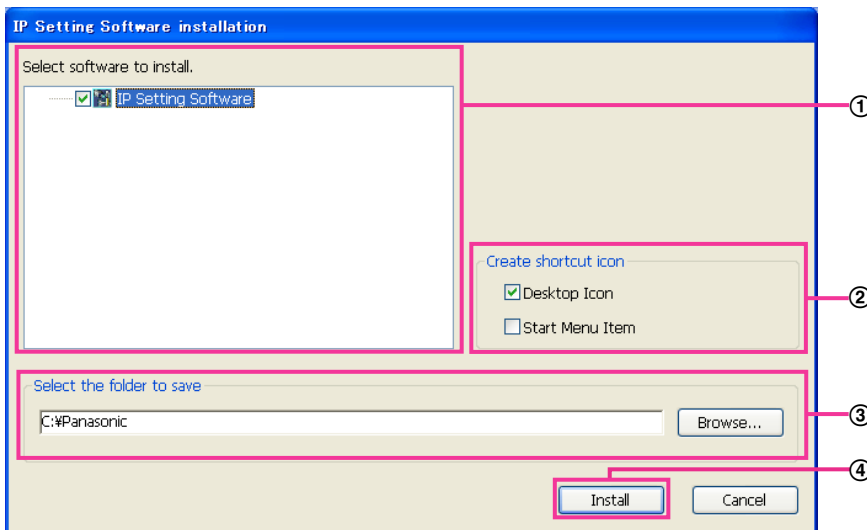 IP Setting Software installation
Select software to install.
IP Setting Software
①
Create shortcut icon
Desktop Icon
②
Start Menu Item
Select the folder to save
C:¥Panasonic
Browse...
③
④
Install
Cancel